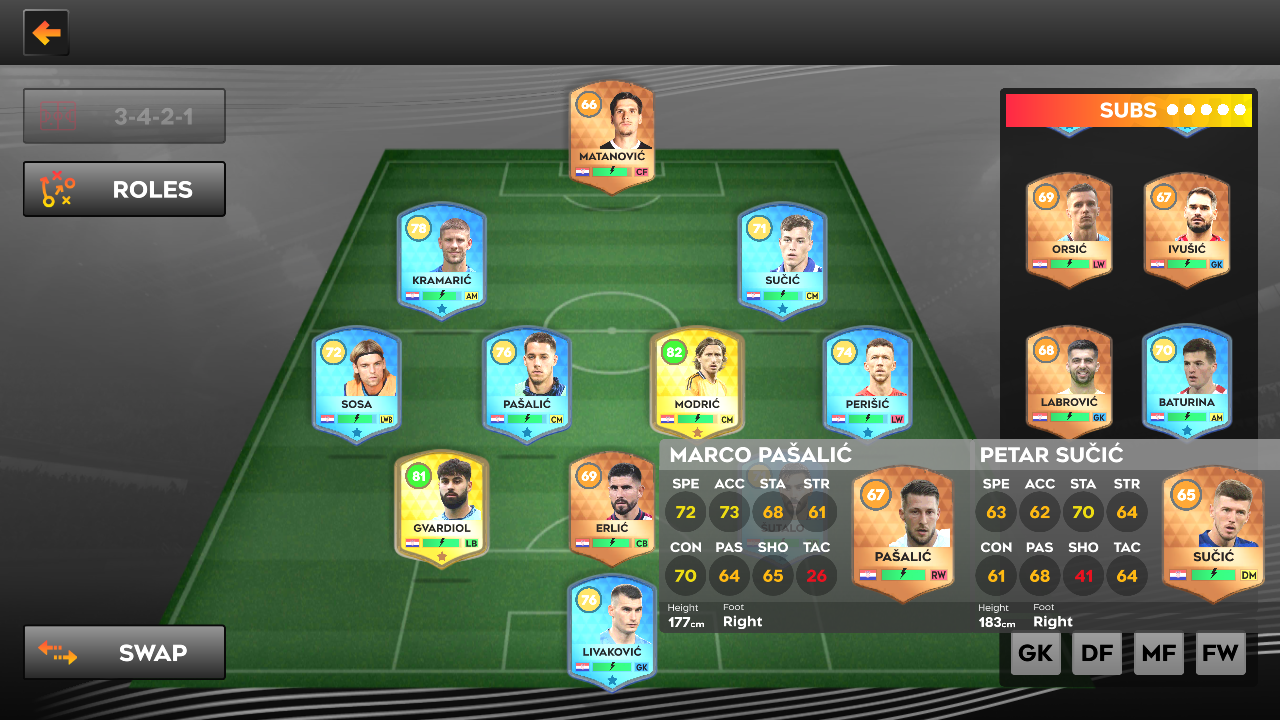 3-4-2-1
ROLES
SUBS
66
MATANOVIĆ
CF
78
KRAMARIĆ
AM
71
SUČIĆ
CM
69
ORSIĆ
LW
67
IVUŠIĆ
GK
72
SOSA
LWB
76
PAŠALIĆ
CM
82
MODRIĆ
CM
74
PERIŠIĆ
LW
68
LABROVIĆ
GK
70
BATURINA
AM
81
GVARDIOL
LB
69
ERLIĆ
CB
ŠUTALO
76
LIVAKOVIĆ
GK
MARCO PAŠALIĆ
SPE ACC STA STR
72 73 68 61
CON PAS SHO TAC
70 64 65 26
Height Foot
177cm Right
67
PAŠALIĆ
RW
PETAR SUČIĆ
SPE ACC STA STR
63 62 70 64
CON PAS SHO TAC
61 68 41 64
Height Foot
183cm Right
65
SUČIĆ
DM
SWAP
GK DF MF FW